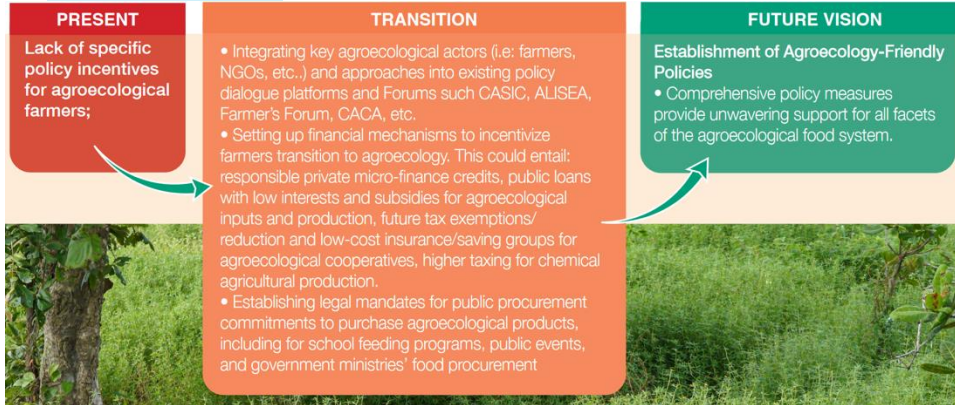 PRESENT
Lack of specific
policy incentives
for agroecological
farmers;
TRANSITION
• Integrating key agroecological actors (i.e: farmers,
NGOs, etc..) and approaches into existing policy
dialogue platforms and Forums such CASIC, ALISEA,
Farmer's Forum, CACA, etc.
• Setting up financial mechanisms to incentivize
farmers transition to agroecology. This could entail:
responsible private micro-finance credits, public loans
with low interests and subsidies for agroecological
inputs and production, future tax exemptions/
reduction and low-cost insurance/saving groups for
agroecological cooperatives, higher taxing for chemical
agricultural production.
• Establishing legal mandates for public procurement
commitments to purchase agroecological products,
including for school feeding programs, public events,
and government ministries' food procurement
FUTURE VISION
Establishment of Agroecology-Friendly
Policies
• Comprehensive policy measures
provide unwavering support for all facets
of the agroecological food system.